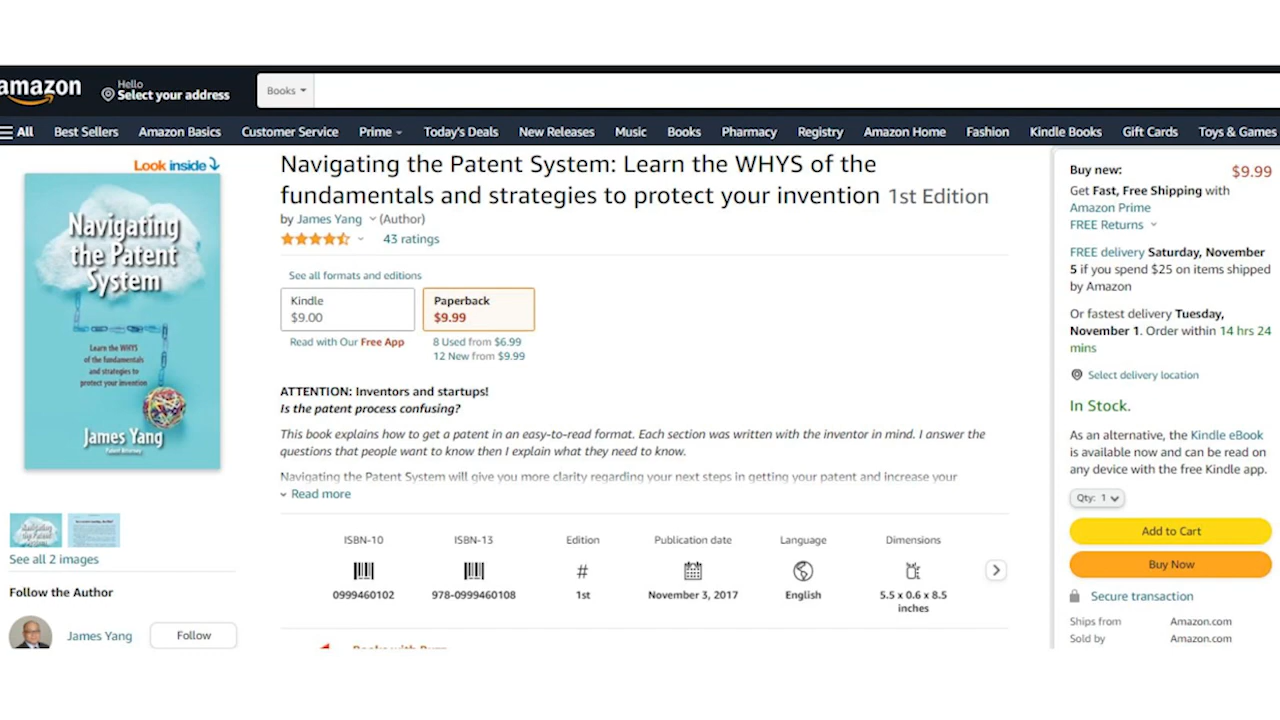 amazon
Hello
Select your address
Books
All
Best Sellers
Amazon Basics
Customer Service
Prime
Today's Deals
New Releases
Music
Books
Pharmacy
Registry
Amazon Home
Fashion
Kindle Books
Gift Cards
Toys & Games
Look inside
Navigating
the Patent
System
Learn the WHYS
of the fundamentals
and strategies to
protect your invention
James Yang
Patent Attorney
See all 2 images
Follow the Author
James Yang
Follow
Navigating the Patent System: Learn the WHYS of the
fundamentals and strategies to protect your invention 1st Edition
by James Yang (Author)
43 ratings
See all formats and editions
Kindle
$9.00
Paperback
$9.99
Read with Our Free App
8 Used from $6.99
12 New from $9.99
ATTENTION: Inventors and startups!
Is the patent process confusing?
This book explains how to get a patent in an easy-to-read format. Each section was written with the inventor in mind. I answer the
questions that people want to know then I explain what they need to know.
Navigating the Patent System will give you more clarity regarding your next steps in getting your patent and increase your
Read more
ISBN-10
0999460102
ISBN-13
978-0999460108
Edition
#
1st
Publication date
November 3, 2017
Language
English
Dimensions
5.5 x 0.6 x 8.5
inches
Buy new:
$9.99
Get Fast, Free Shipping with
Amazon Prime
FREE Returns
FREE delivery Saturday, November
5 if you spend $25 on items shipped
by Amazon
Or fastest delivery Tuesday,
November 1. Order within 14 hrs 24
mins
Select delivery location
In Stock.
As an alternative, the Kindle eBook
is available now and can be read on
any device with the free Kindle app.
Qty: 1
Add to Cart
Buy Now
Secure transaction
Ships from Amazon.com
Sold by Amazon.com